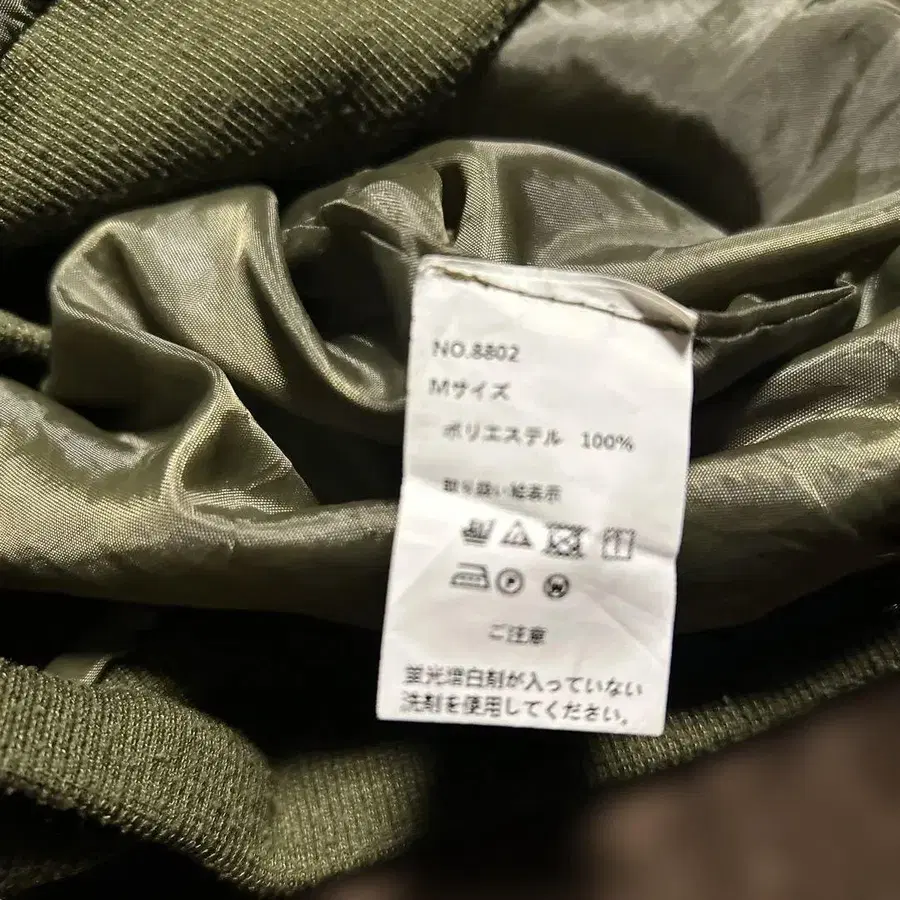 NO.8802
Mサイズ
ポリエステル 100%
取り扱い絵表示
ご注意
蛍光増白剤が入っていない
洗剤を使用してください。